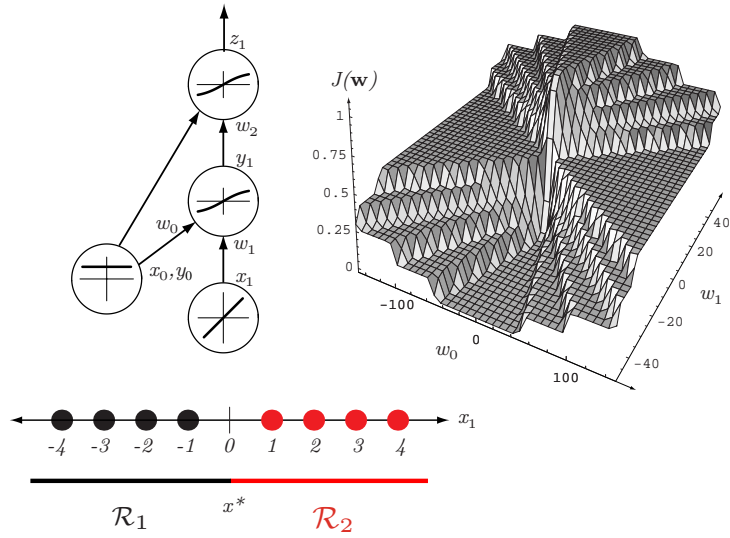 z₁
w₂
y₁
w₀
w₁
x₀,y₀
x₁
J(w)
1
0.75
0.5
0.25
0
-100
0
100
w₀
40
20
0
-20
-40
w₁
-4 -3 -2 -1 0 1 2 3 4
x₁
x*
R₁
R₂